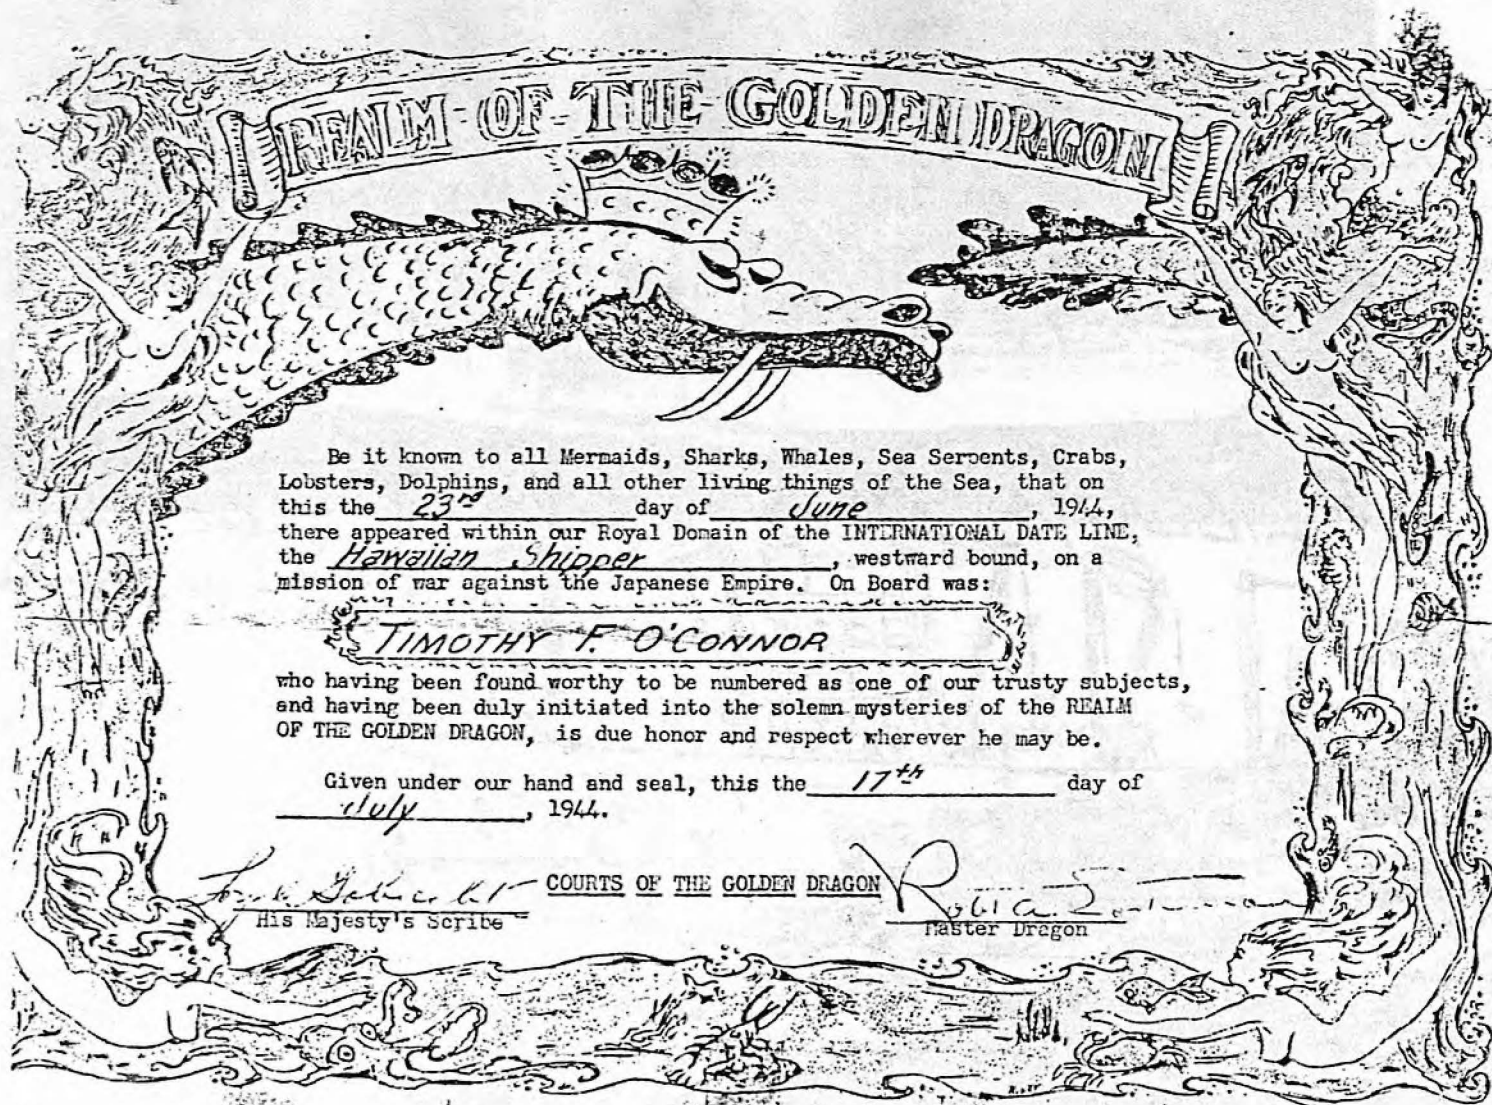 REALM OF THE GOLDEN DRAGON
Be it known to all Mermaids, Sharks, Whales, Sea Serpents, Crabs,
Lobsters, Dolphins, and all other living things of the Sea, that on
this the 23rd day of June, 1944,
there appeared within our Royal Domain of the INTERNATIONAL DATE LINE,
the Hawaiian Shipper, westward bound, on a
mission of war against the Japanese Empire. On Board was:
TIMOTHY F. O'CONNOR
who having been found worthy to be numbered as one of our trusty subjects,
and having been duly initiated into the solemn mysteries of the REALM
OF THE GOLDEN DRAGON, is due honor and respect wherever he may be.
Given under our hand and seal, this the 17th day of
July, 1944.
COURTS OF THE GOLDEN DRAGON
His Majesty's Scribe
Master Dragon